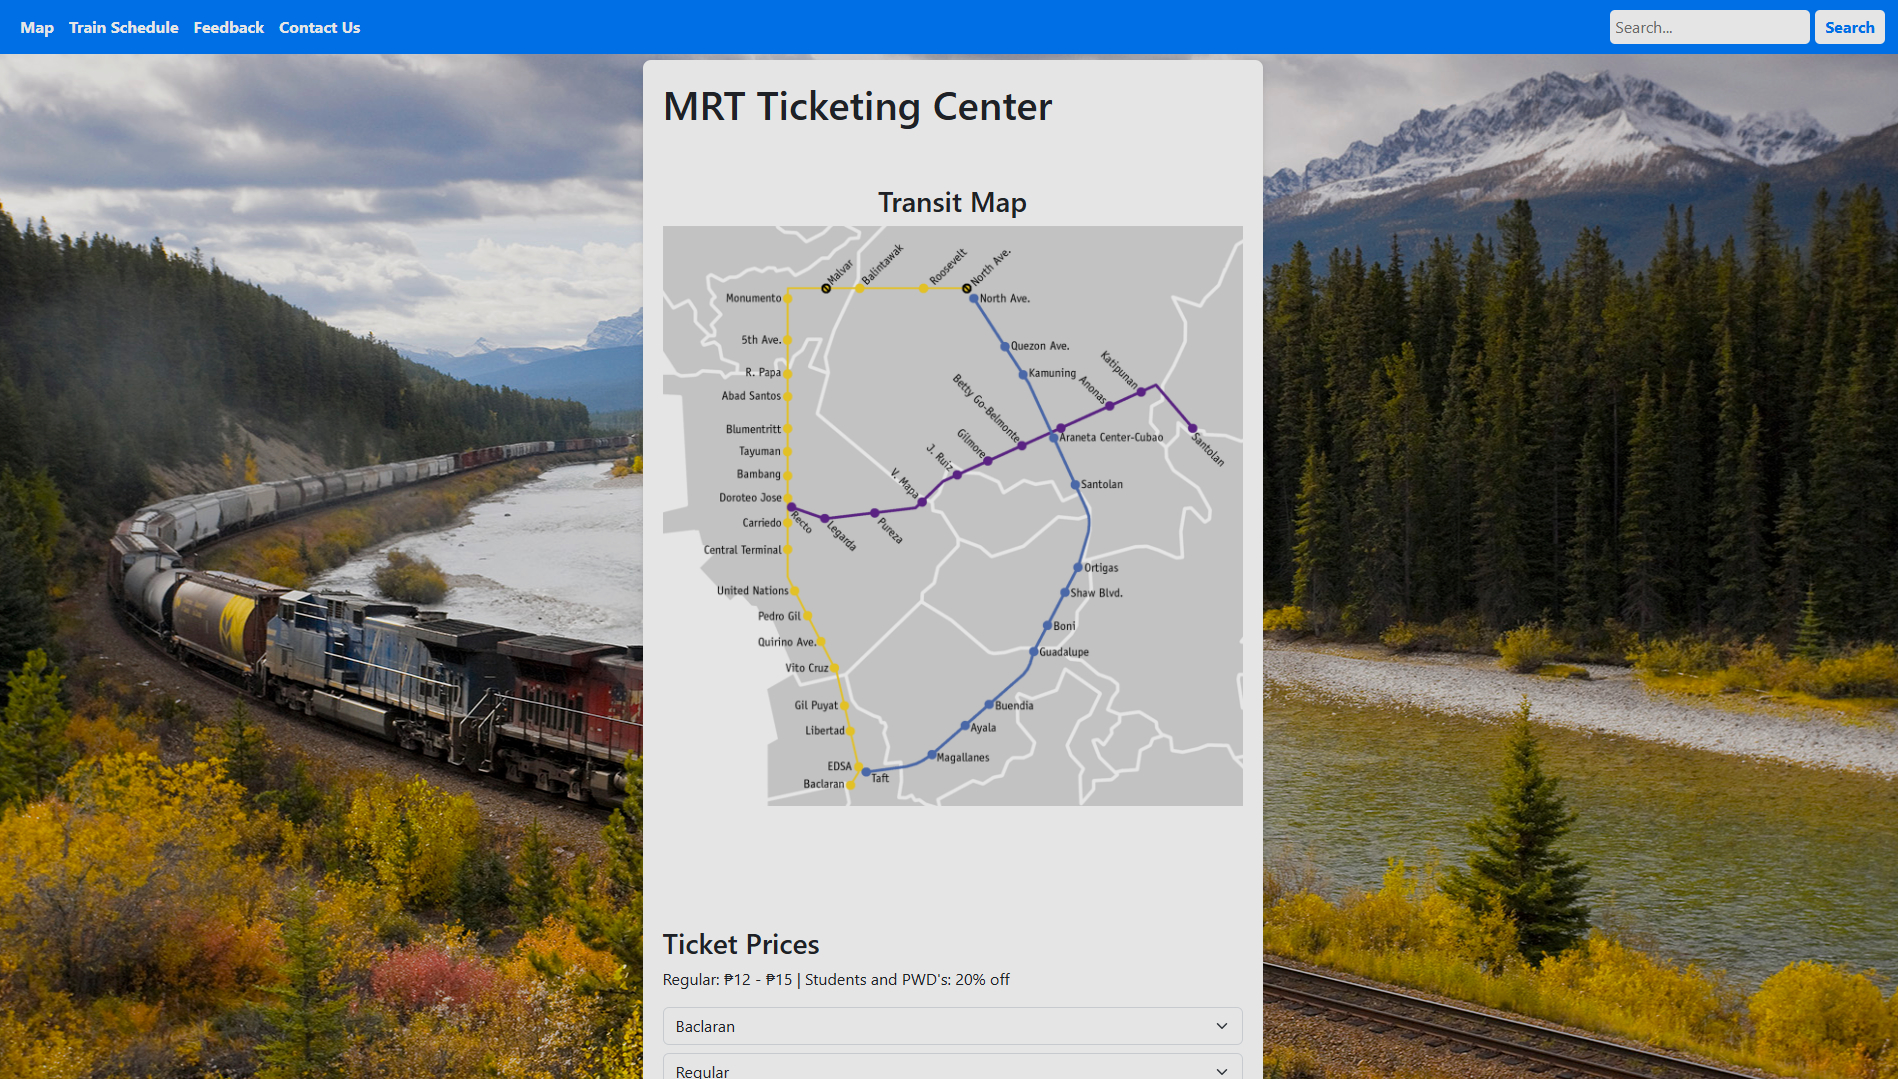 Map Train Schedule Feedback Contact Us Search... Search
MRT Ticketing Center
Transit Map
Malvar
Balintawak
Roosevelt
North Ave.
Monumento
North Ave.
5th Ave.
Quezon Ave.
R. Papa
Kamuning
Katipunan
Anonas
Abad Santos
Betty Go-Belmonte
Blumentritt
Gilmore
Araneta Center-Cubao
Santolan
Tayuman
J. Ruiz
Bambang
V. Mapa
Santolan
Doroteo Jose
Recto
Legarda
Pureza
Carriedo
Central Terminal
Ortigas
United Nations
Shaw Blvd.
Pedro Gil
Boni
Quirino Ave.
Guadalupe
Vito Cruz
Gil Puyat
Buendia
Libertad
Ayala
Magallanes
EDSA
Taft
Baclaran
Ticket Prices
Regular: ₱12 - ₱15 | Students and PWD's: 20% off
Baclaran
Regular